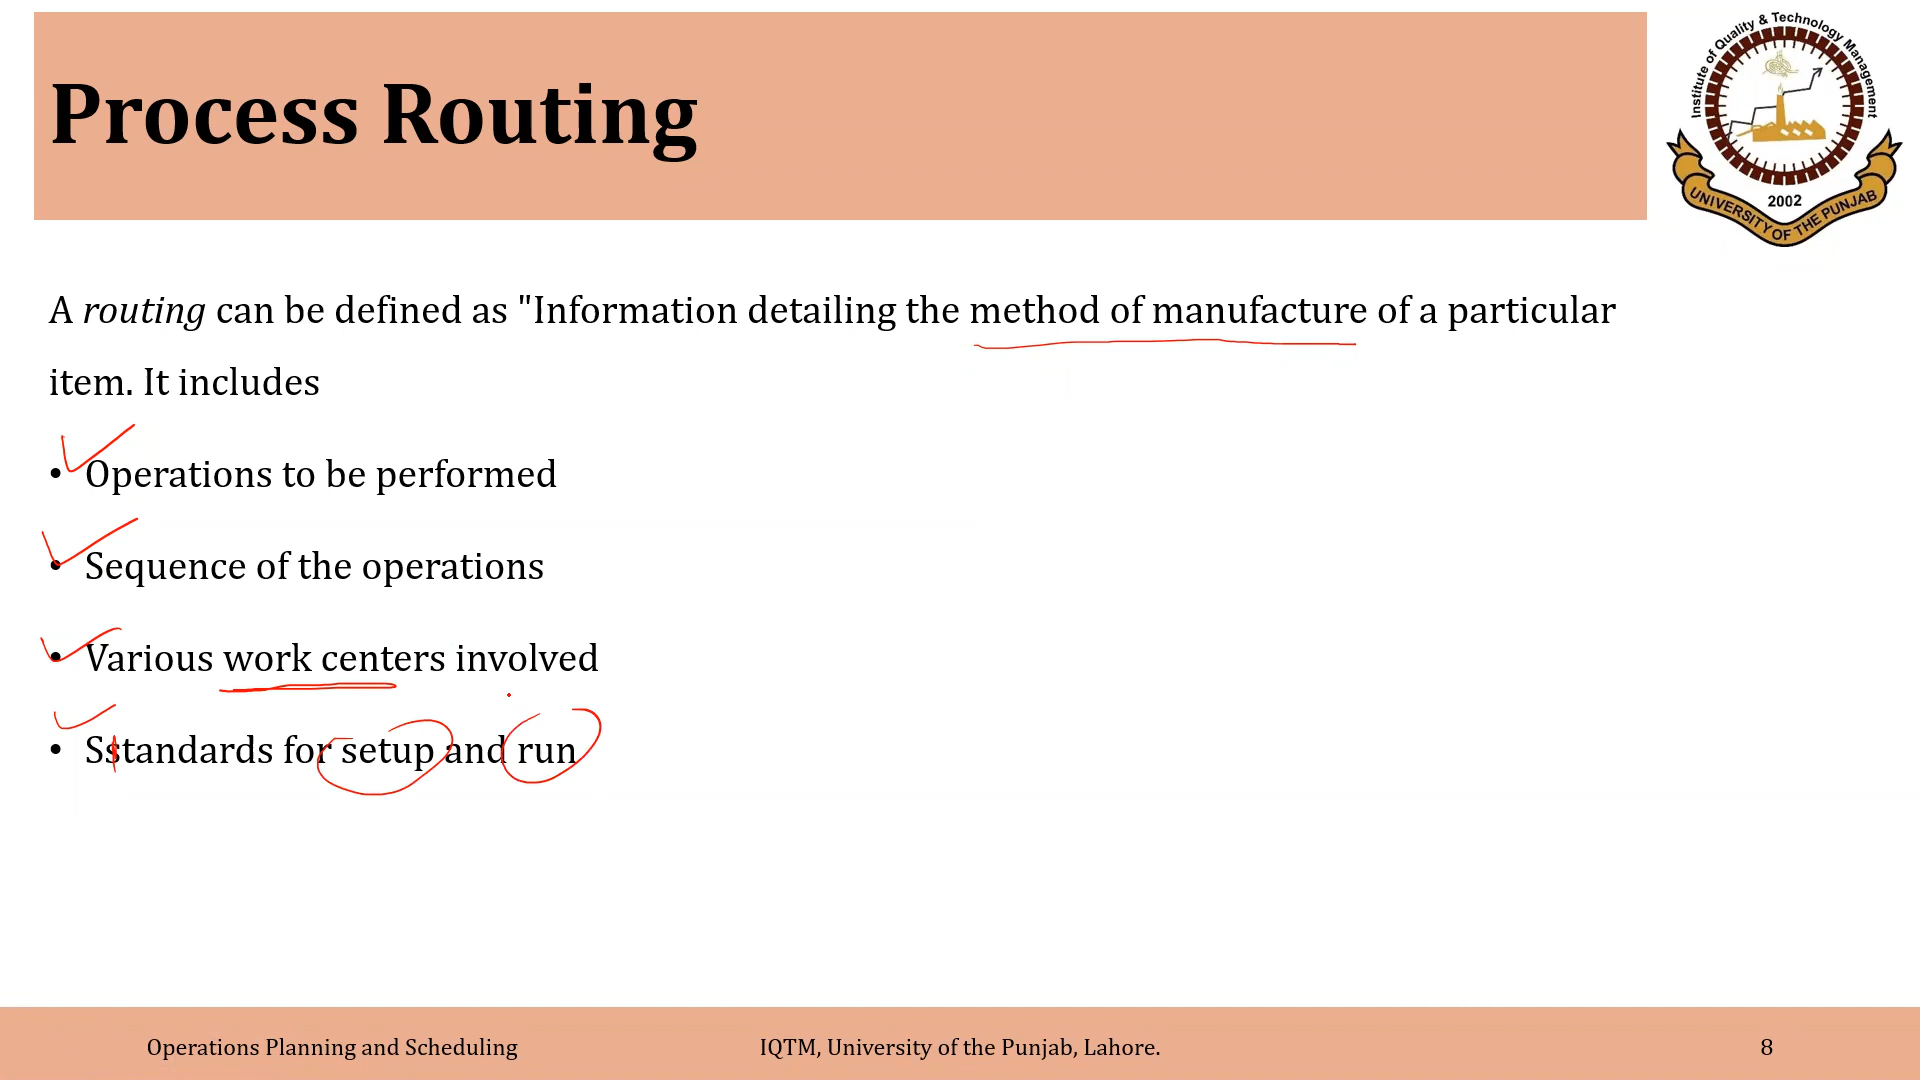 Process Routing
Institute of Quality & Technology Management
2002
UNIVERSITY OF THE PUNJAB
A routing can be defined as "Information detailing the method of manufacture of a particular
item. It includes
• Operations to be performed
• Sequence of the operations
• Various work centers involved
• Sstandards for setup and run
Operations Planning and Scheduling
IQTM, University of the Punjab, Lahore.
8